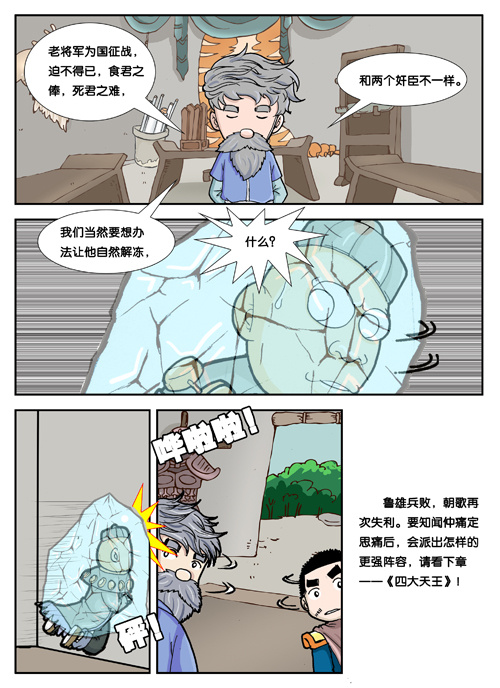 老将军为国征战，
迫不得已，食君之
俸，死君之难，
和两个奸臣不一样。
我们当然要想办
法让他自然解冻，
什么？
哗啦啦！
鲁雄兵败，朝歌再
次失利。要知闻仲痛定
思痛后，会派出怎样的
更强阵容，请看下章
——《四大天王》！